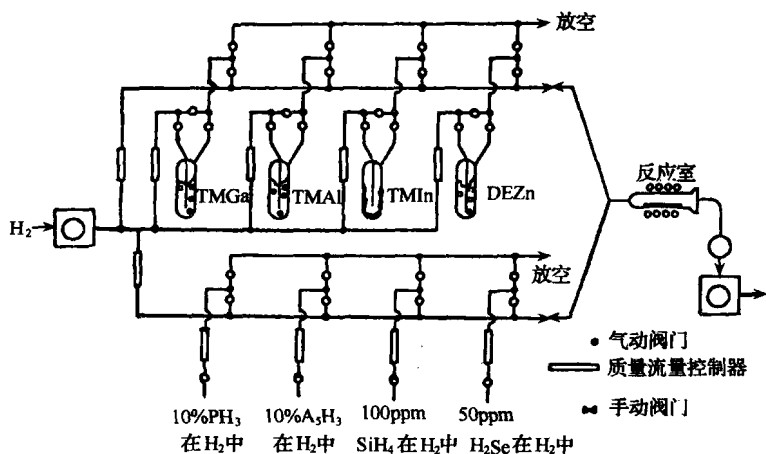 放空
TMGa
TMAl
TMIn
DEZn
反应室
H₂
放空
气动阀门
质量流量控制器
手动阀门
10%PH₃
在H₂中
10%A₅H₃
在H₂中
100ppm
SiH₄在H₂中
50ppm
H₂Se在H₂中